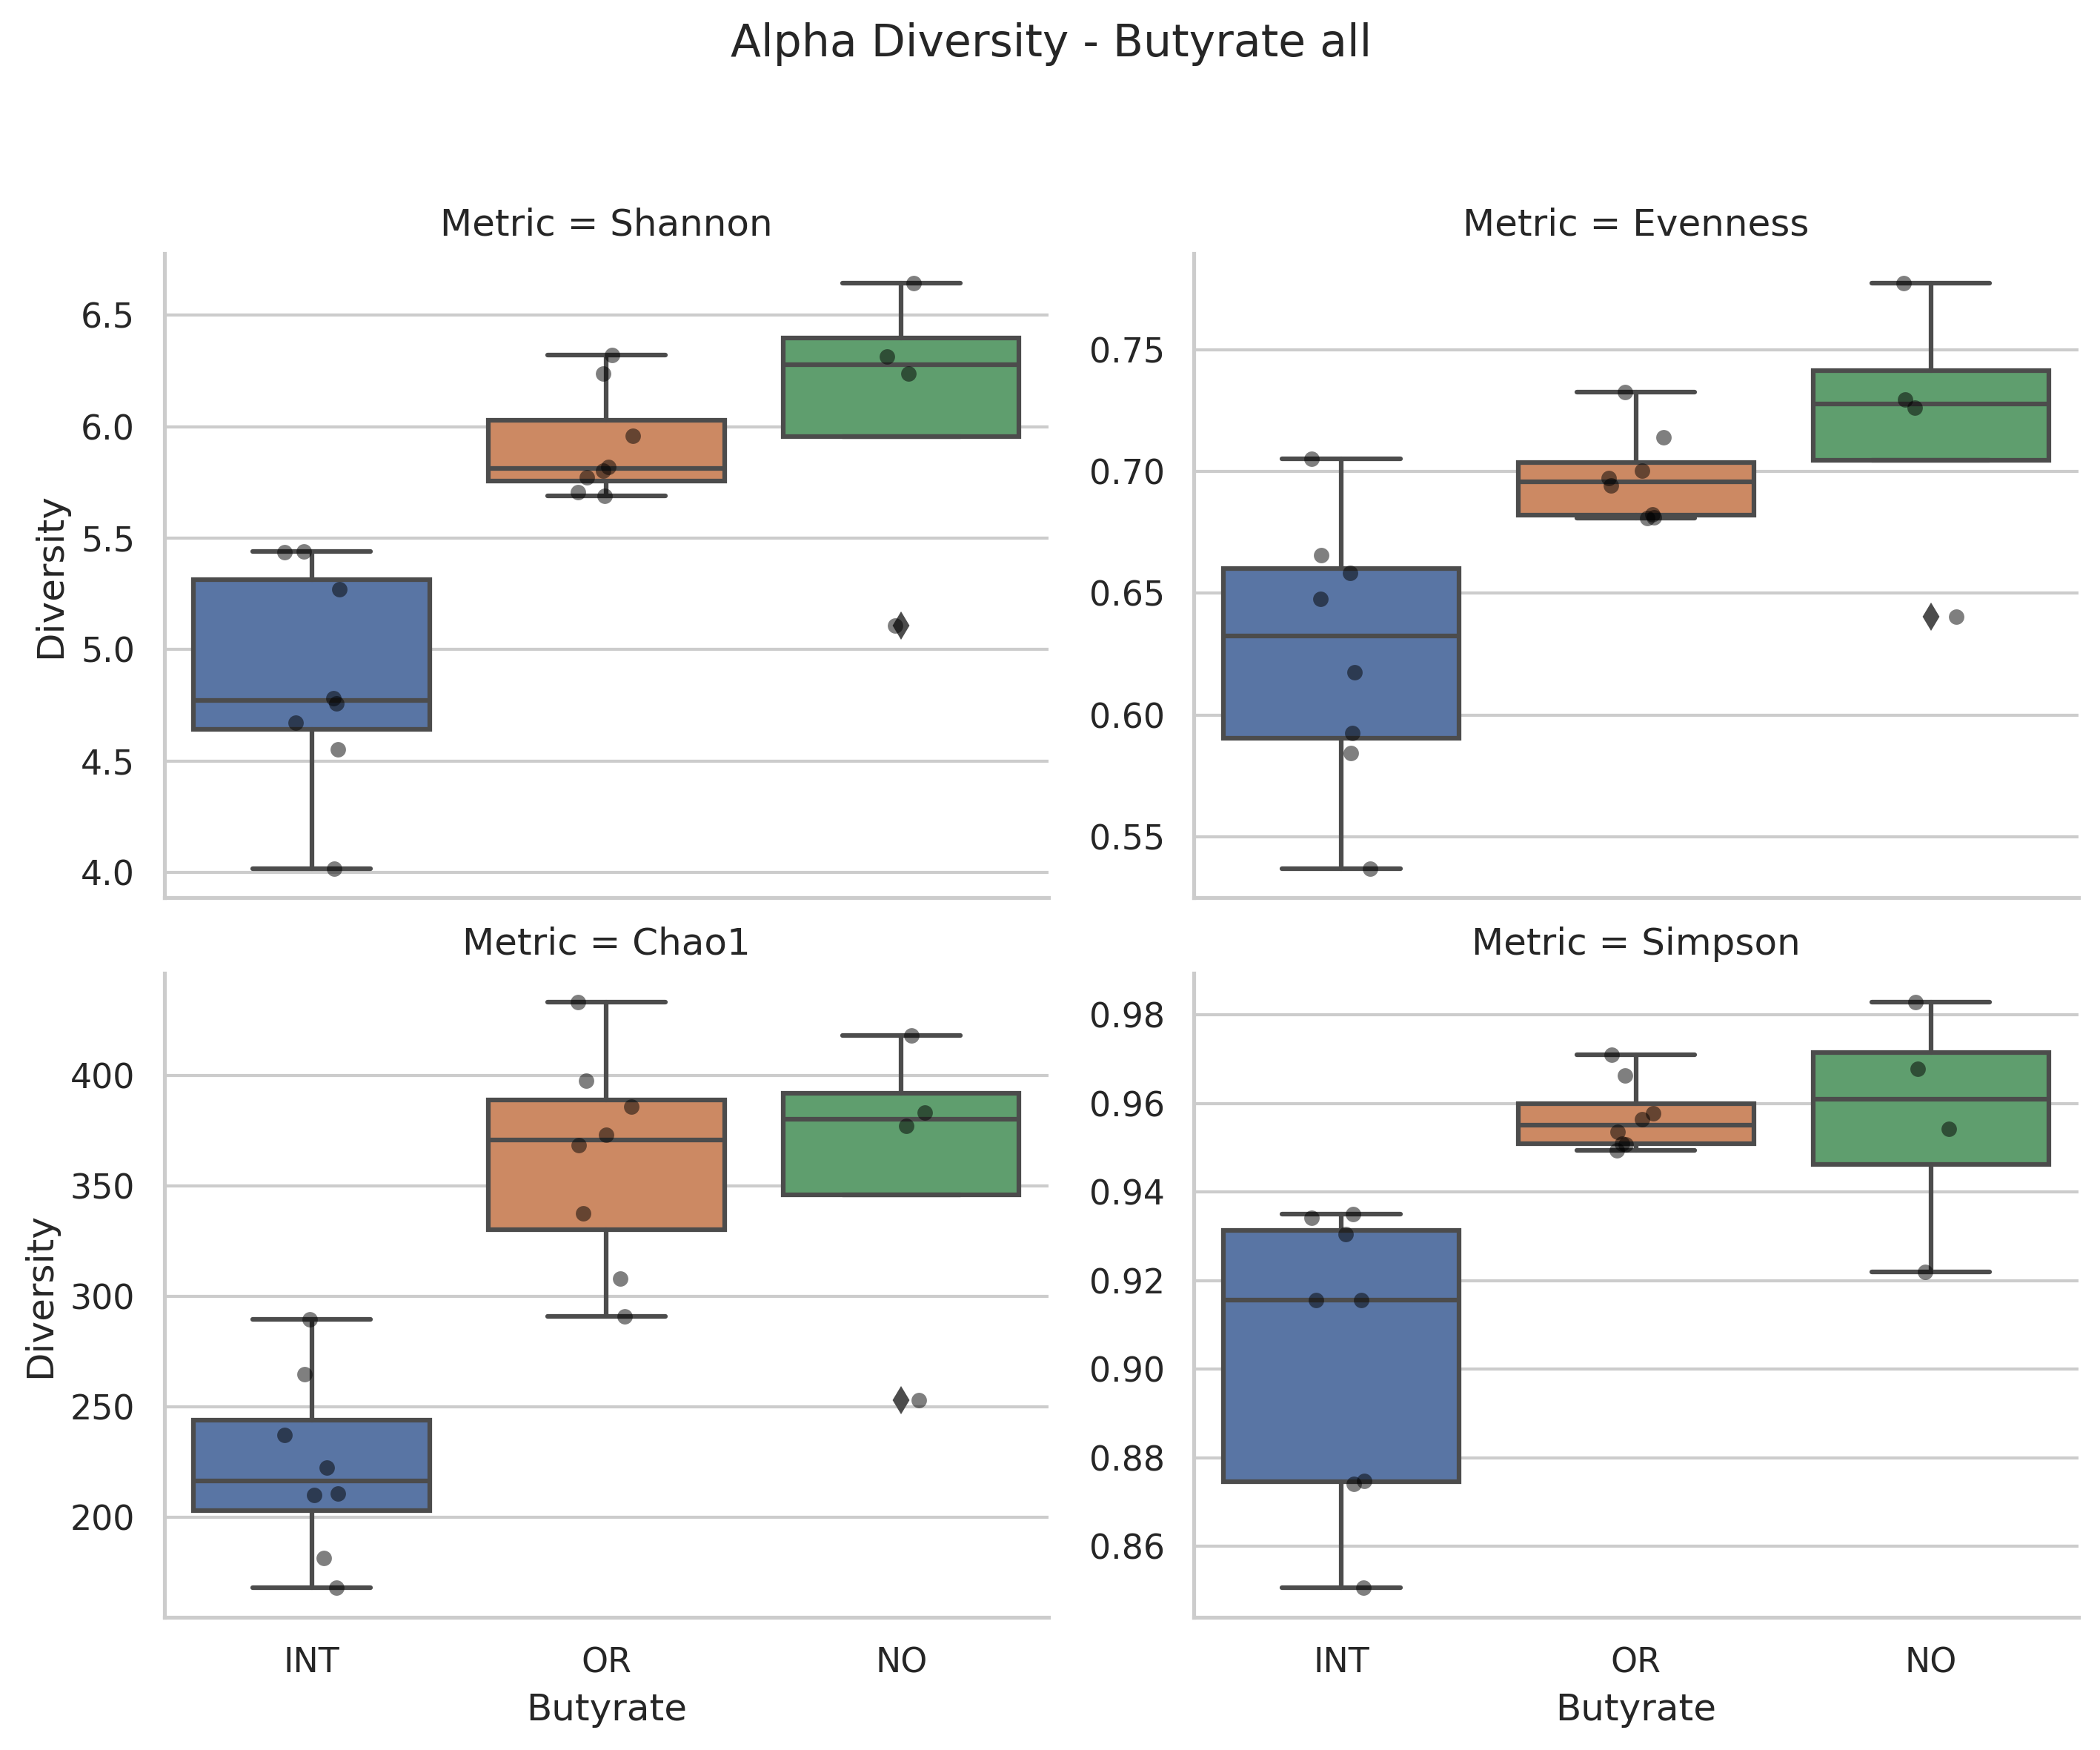 Alpha Diversity - Butyrate all
Metric = Shannon
Metric = Evenness
Diversity
6.5
6.0
5.5
5.0
4.5
4.0
0.75
0.70
0.65
0.60
0.55
Metric = Chao1
Metric = Simpson
Diversity
400
350
300
250
200
0.98
0.96
0.94
0.92
0.90
0.88
0.86
INT OR NO
INT OR NO
Butyrate
Butyrate